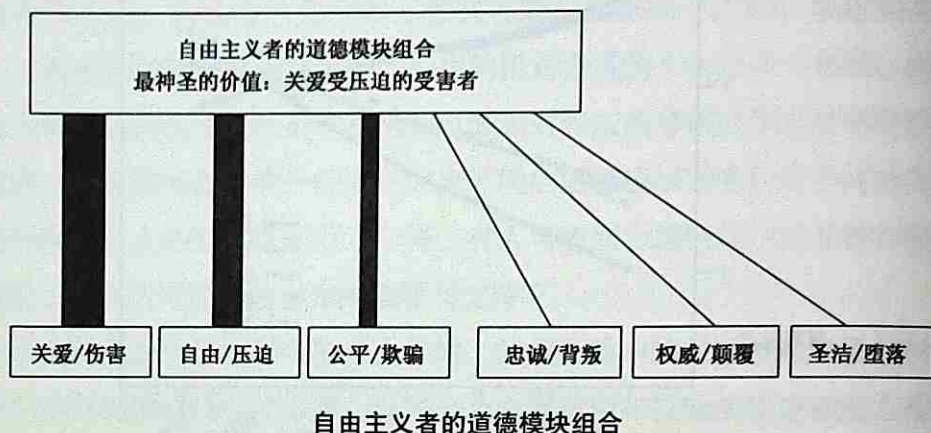 自由主义者的道德模块组合
最神圣的价值：关爱受压迫的受害者
关爱/伤害
自由/压迫
公平/欺骗
忠诚/背叛
权威/颠覆
圣洁/堕落
自由主义者的道德模块组合